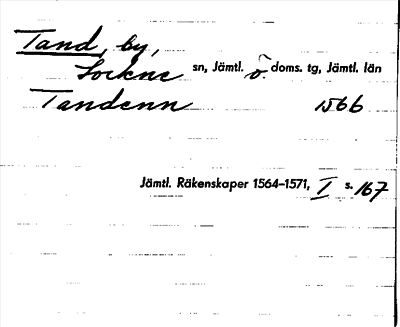 Tand, by,
Lockne sn, Jämtl. ö. doms. tg, Jämtl. län
Tandenn 1566
Jämtl. Räkenskaper 1564–1571, I s. 167